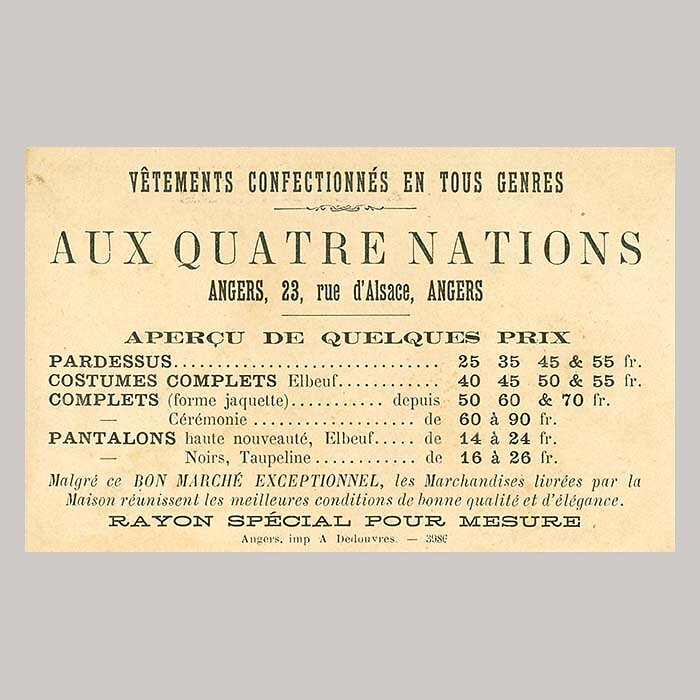 VÊTEMENTS CONFECTIONNÉS EN TOUS GENRES
AUX QUATRE NATIONS
ANGERS, 23, rue d'Alsace, ANGERS
APERÇU DE QUELQUES PRIX
PARDESSUS............................... 25 35 45 & 55 fr.
COSTUMES COMPLETS Elbeuf............ 40 45 50 & 55 fr.
COMPLETS (forme jaquette)........... depuis 50 60 & 70 fr.
— Cérémonie ................... de 60 à 90 fr.
PANTALONS haute nouveauté, Elbeuf..... de 14 à 24 fr.
— Noirs, Taupeline ............ de 16 à 26 fr.
Malgré ce BON MARCHÉ EXCEPTIONNEL, les Marchandises livrées par la
Maison réunissent les meilleures conditions de bonne qualité et d'élégance.
RAYON SPÉCIAL POUR MESURE
Angers, imp A Dedouvres. — 3986